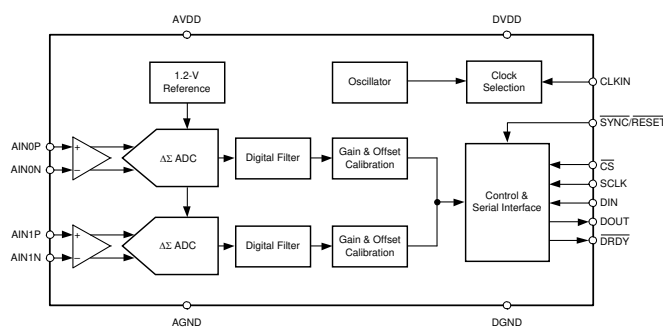 AVDD
DVDD
1.2-V
Reference
Oscillator
Clock
Selection
CLKIN
SYNC/RESET
AIN0P
+
AIN0N
−
ΔΣ ADC
Digital Filter
Gain & Offset
Calibration
Control &
Serial Interface
CS
SCLK
DIN
DOUT
DRDY
AIN1P
+
AIN1N
−
ΔΣ ADC
Digital Filter
Gain & Offset
Calibration
AGND
DGND